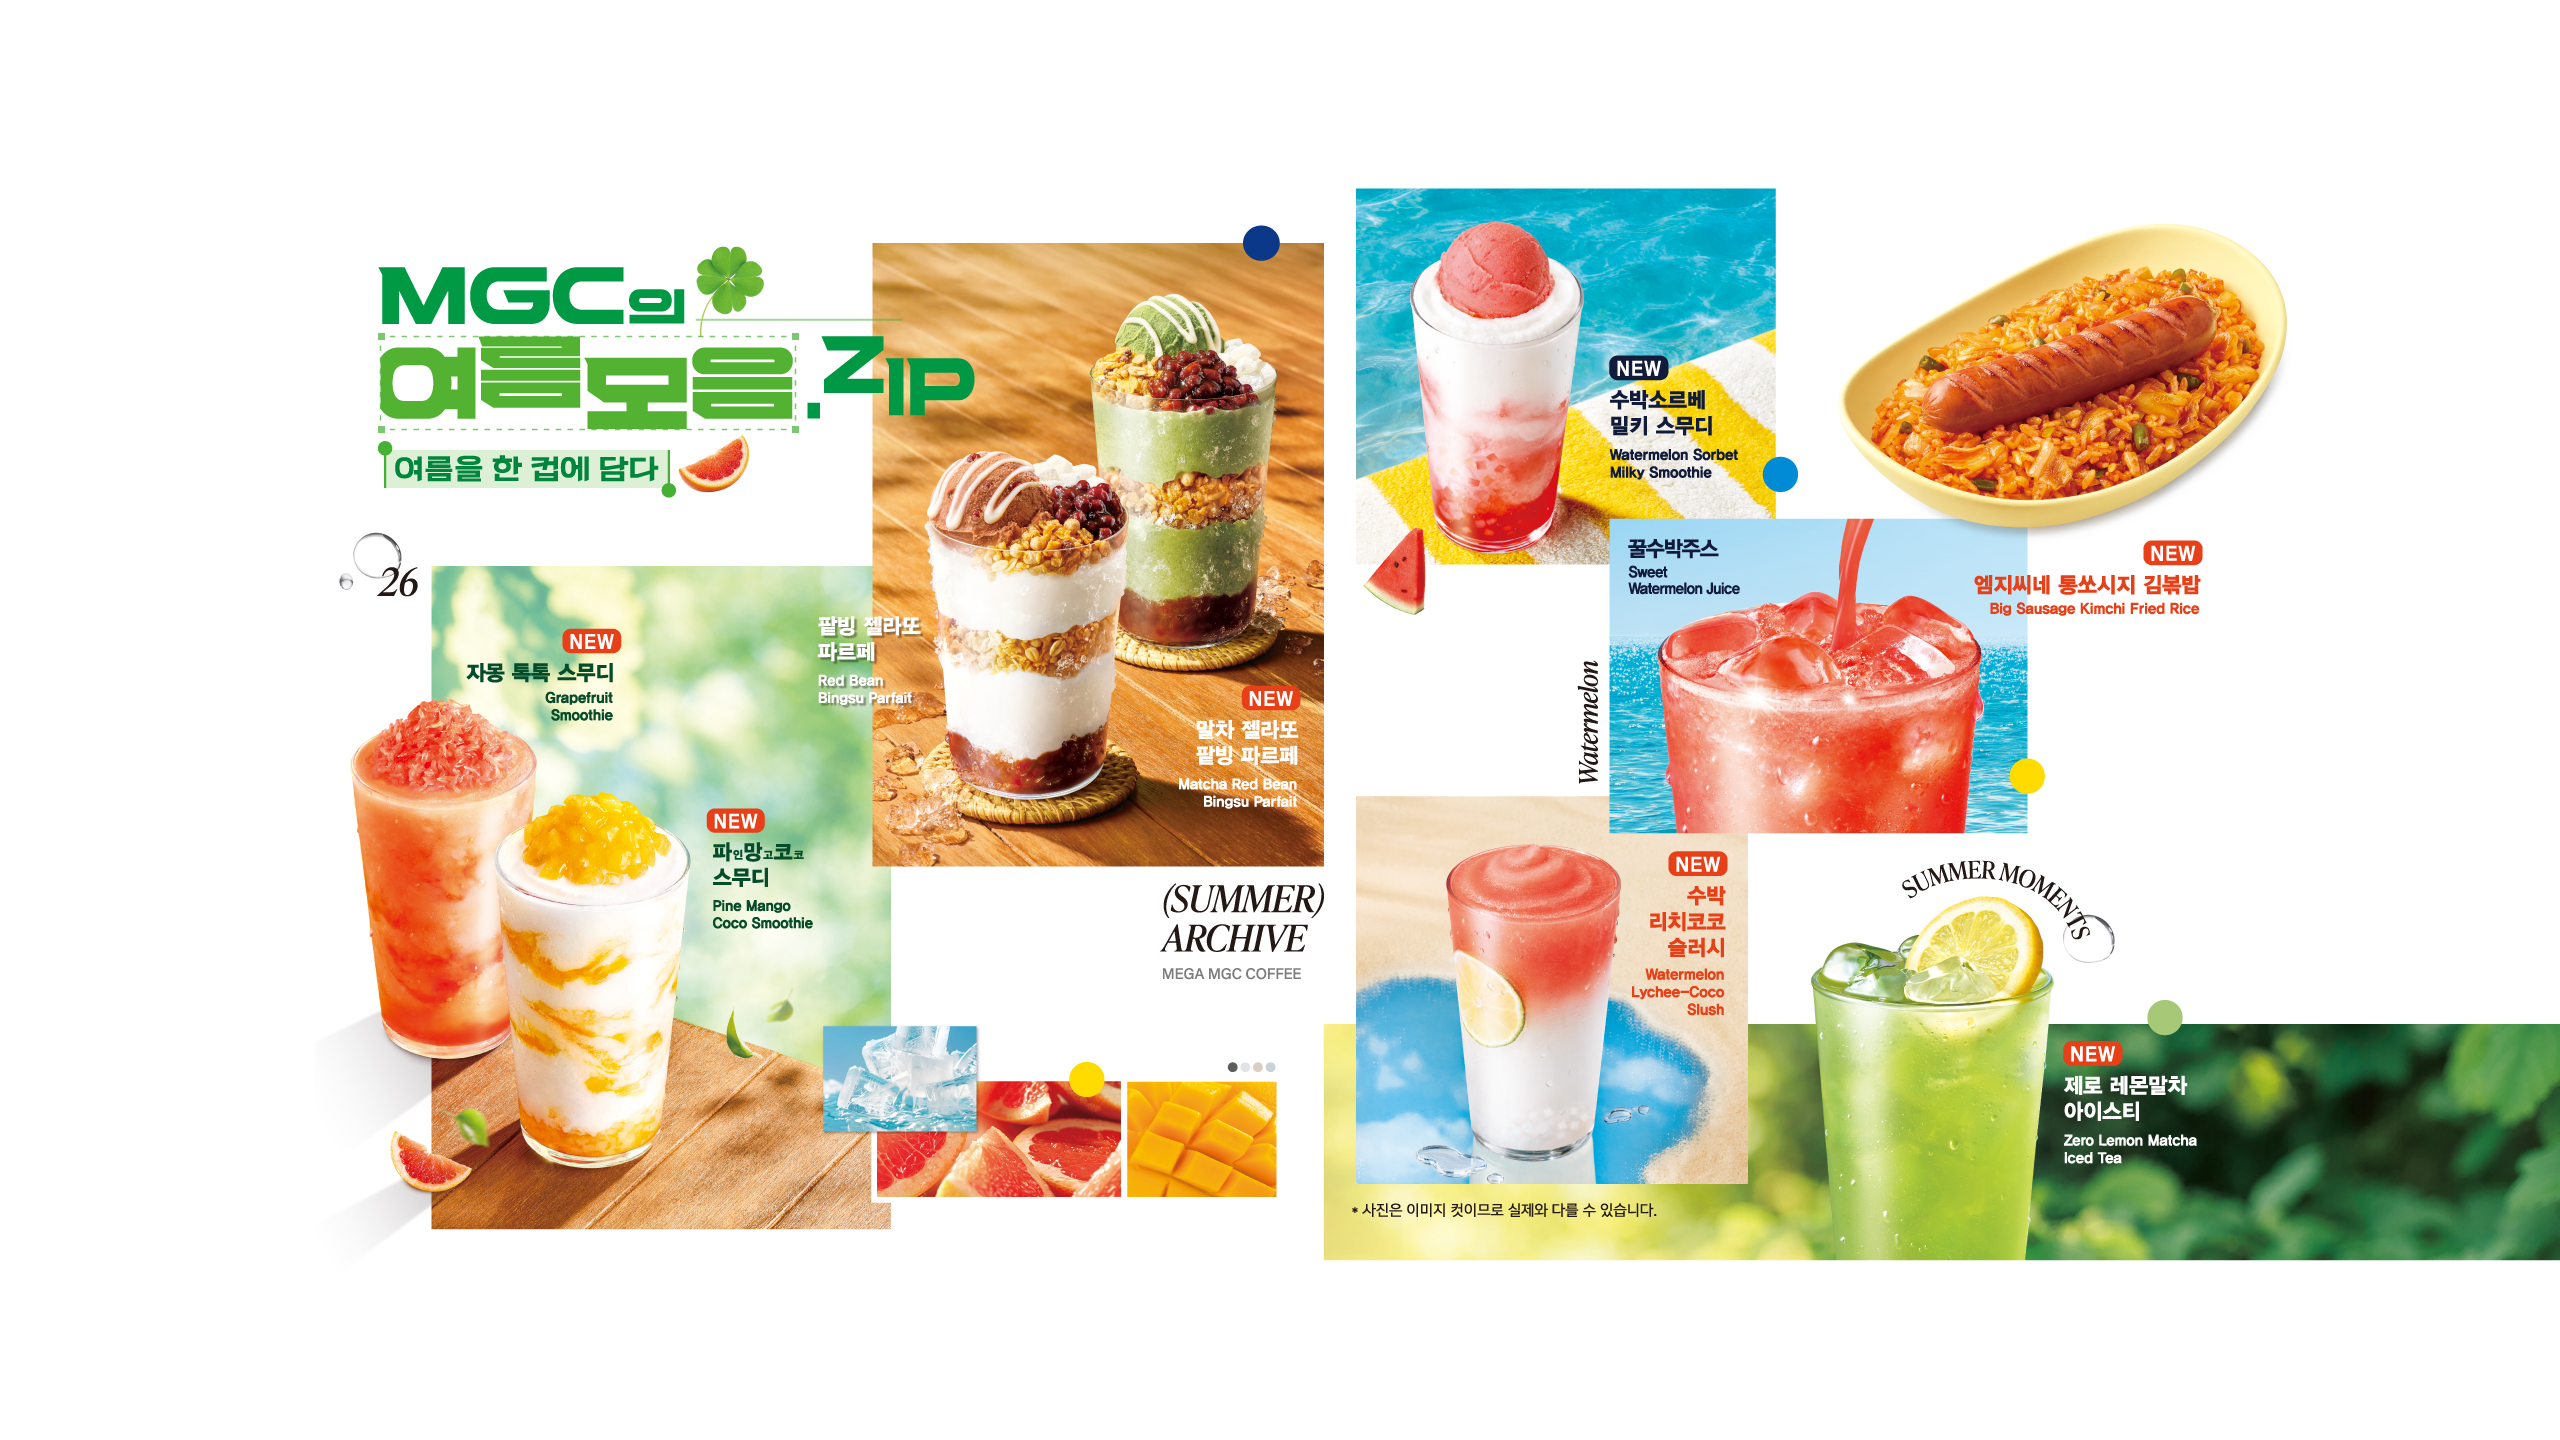 MGC의
여름모음.ZIP
여름을 한 컵에 담다
26
NEW
자몽 톡톡 스무디
Grapefruit
Smoothie
NEW
파인망고코코
스무디
Pine Mango
Coco Smoothie
팥빙 젤라또
파르페
Red Bean
Bingsu Parfait
NEW
말차 젤라또
팥빙 파르페
Matcha Red Bean
Bingsu Parfait
(SUMMER)
ARCHIVE
MEGA MGC COFFEE
NEW
수박소르베
밀키 스무디
Watermelon Sorbet
Milky Smoothie
꿀수박주스
Sweet
Watermelon Juice
NEW
엠지씨네 통쏘시지 김볶밥
Big Sausage Kimchi Fried Rice
Watermelon
NEW
수박
리치코코
슬러시
Watermelon
Lychee-Coco
Slush
SUMMER MOMENTS
NEW
제로 레몬말차
아이스티
Zero Lemon Matcha
Iced Tea
* 사진은 이미지 컷이므로 실제와 다를 수 있습니다.